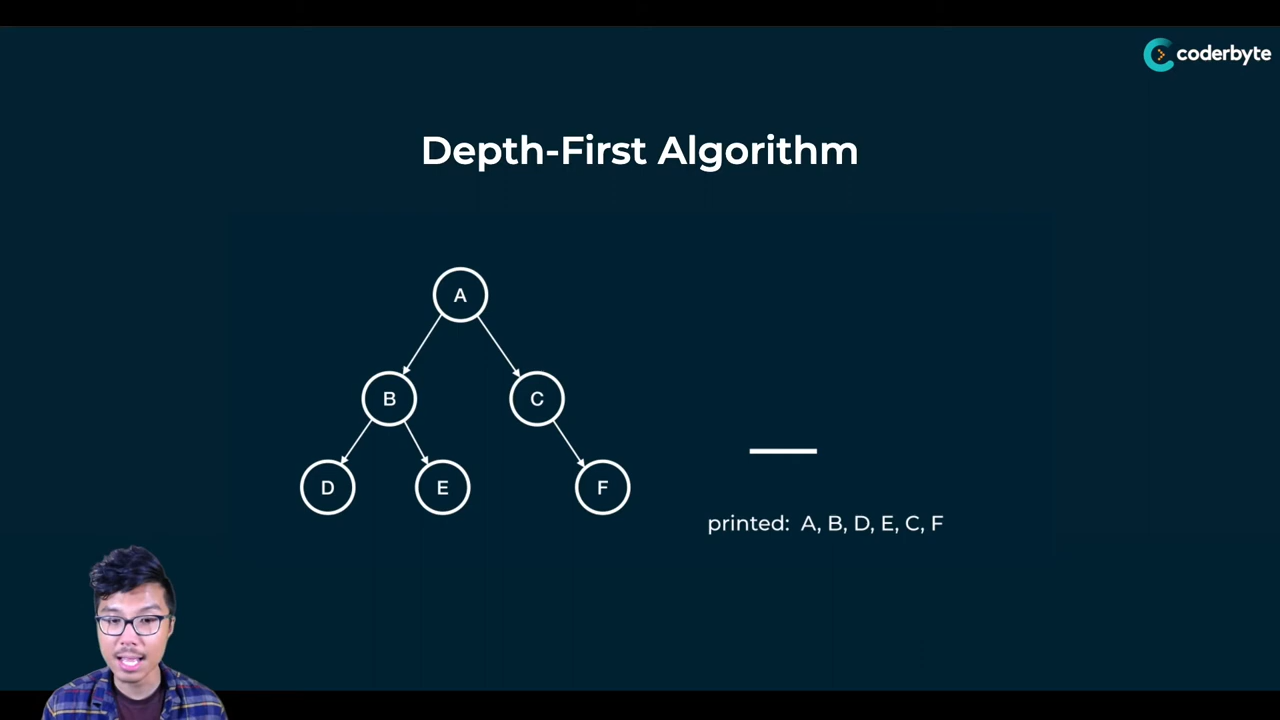 coderbyte
Depth-First Algorithm
A
B
C
D
E
F
printed: A, B, D, E, C, F